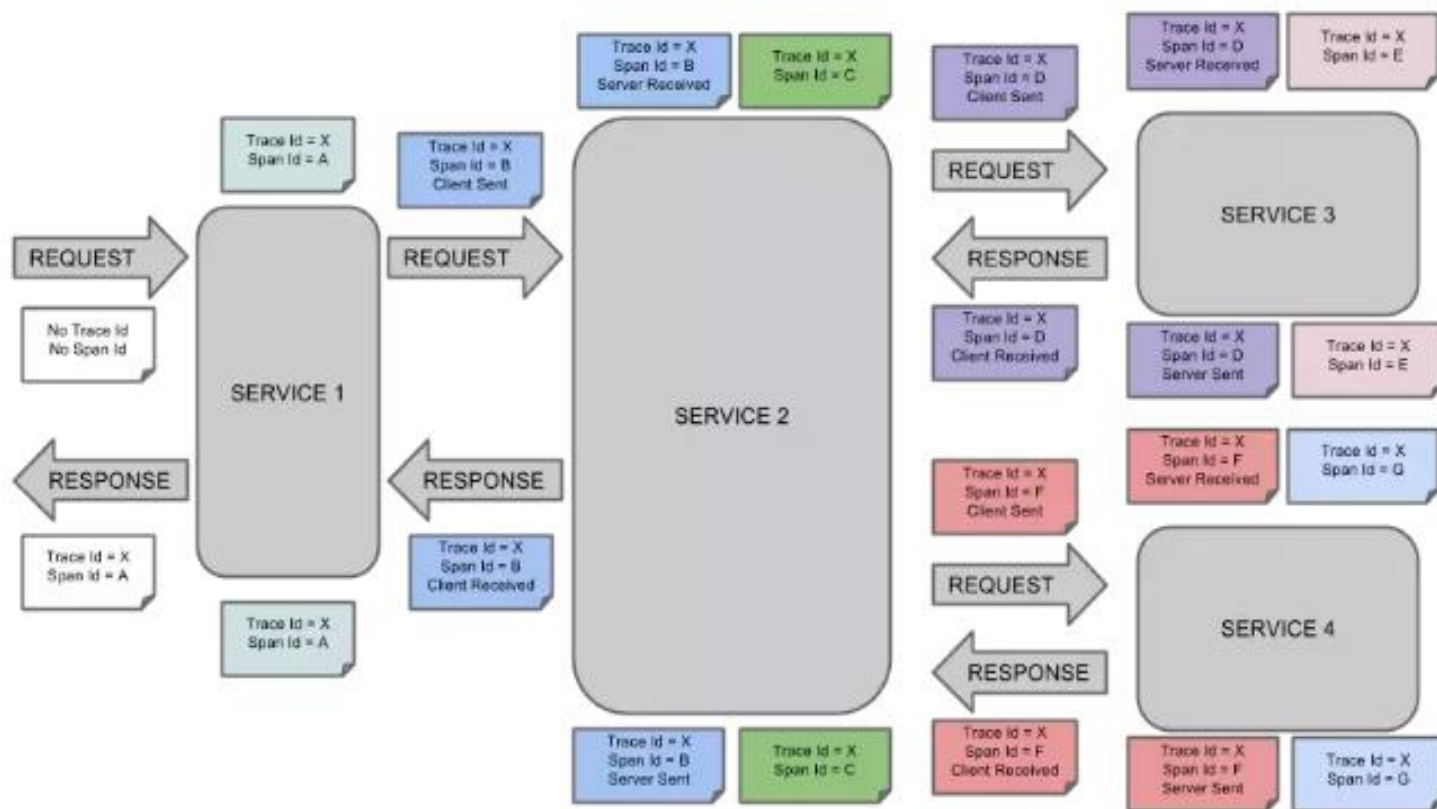 Trace Id = X
Span Id = B
Server Received
Trace Id = X
Span Id = C
Trace Id = X
Span Id = D
Client Sent
Trace Id = X
Span Id = D
Server Received
Trace Id = X
Span Id = E
Trace Id = X
Span Id = A
Trace Id = X
Span Id = B
Client Sent
REQUEST
SERVICE 3
REQUEST
REQUEST
RESPONSE
No Trace Id
No Span Id
Trace Id = X
Span Id = D
Client Received
Trace Id = X
Span Id = D
Server Sent
Trace Id = X
Span Id = E
SERVICE 1
SERVICE 2
Trace Id = X
Span Id = F
Client Sent
Trace Id = X
Span Id = F
Server Received
Trace Id = X
Span Id = G
RESPONSE
RESPONSE
Trace Id = X
Span Id = A
Trace Id = X
Span Id = B
Client Received
REQUEST
SERVICE 4
Trace Id = X
Span Id = A
RESPONSE
Trace Id = X
Span Id = B
Server Sent
Trace Id = X
Span Id = C
Trace Id = X
Span Id = F
Client Received
Trace Id = X
Span Id = F
Server Sent
Trace Id = X
Span Id = G